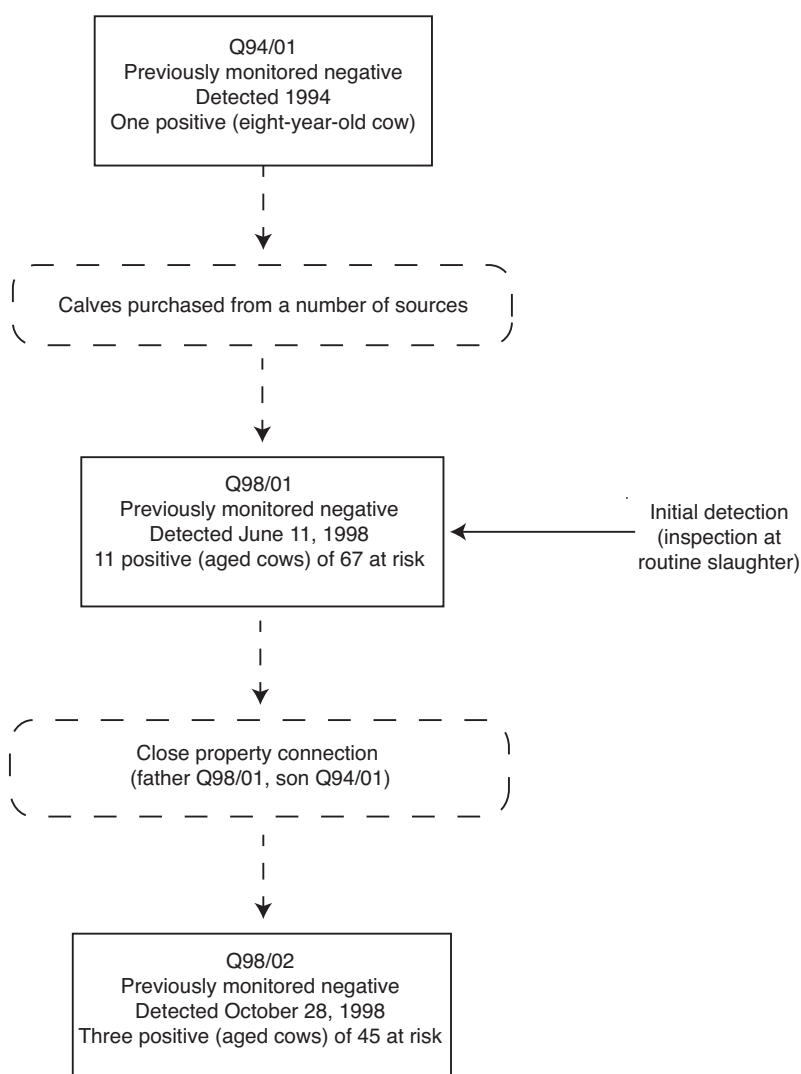 Q94/01
Previously monitored negative
Detected 1994
One positive (eight-year-old cow)
Calves purchased from a number of sources
Q98/01
Previously monitored negative
Detected June 11, 1998
11 positive (aged cows) of 67 at risk
Initial detection
(inspection at
routine slaughter)
Close property connection
(father Q98/01, son Q94/01)
Q98/02
Previously monitored negative
Detected October 28, 1998
Three positive (aged cows) of 45 at risk